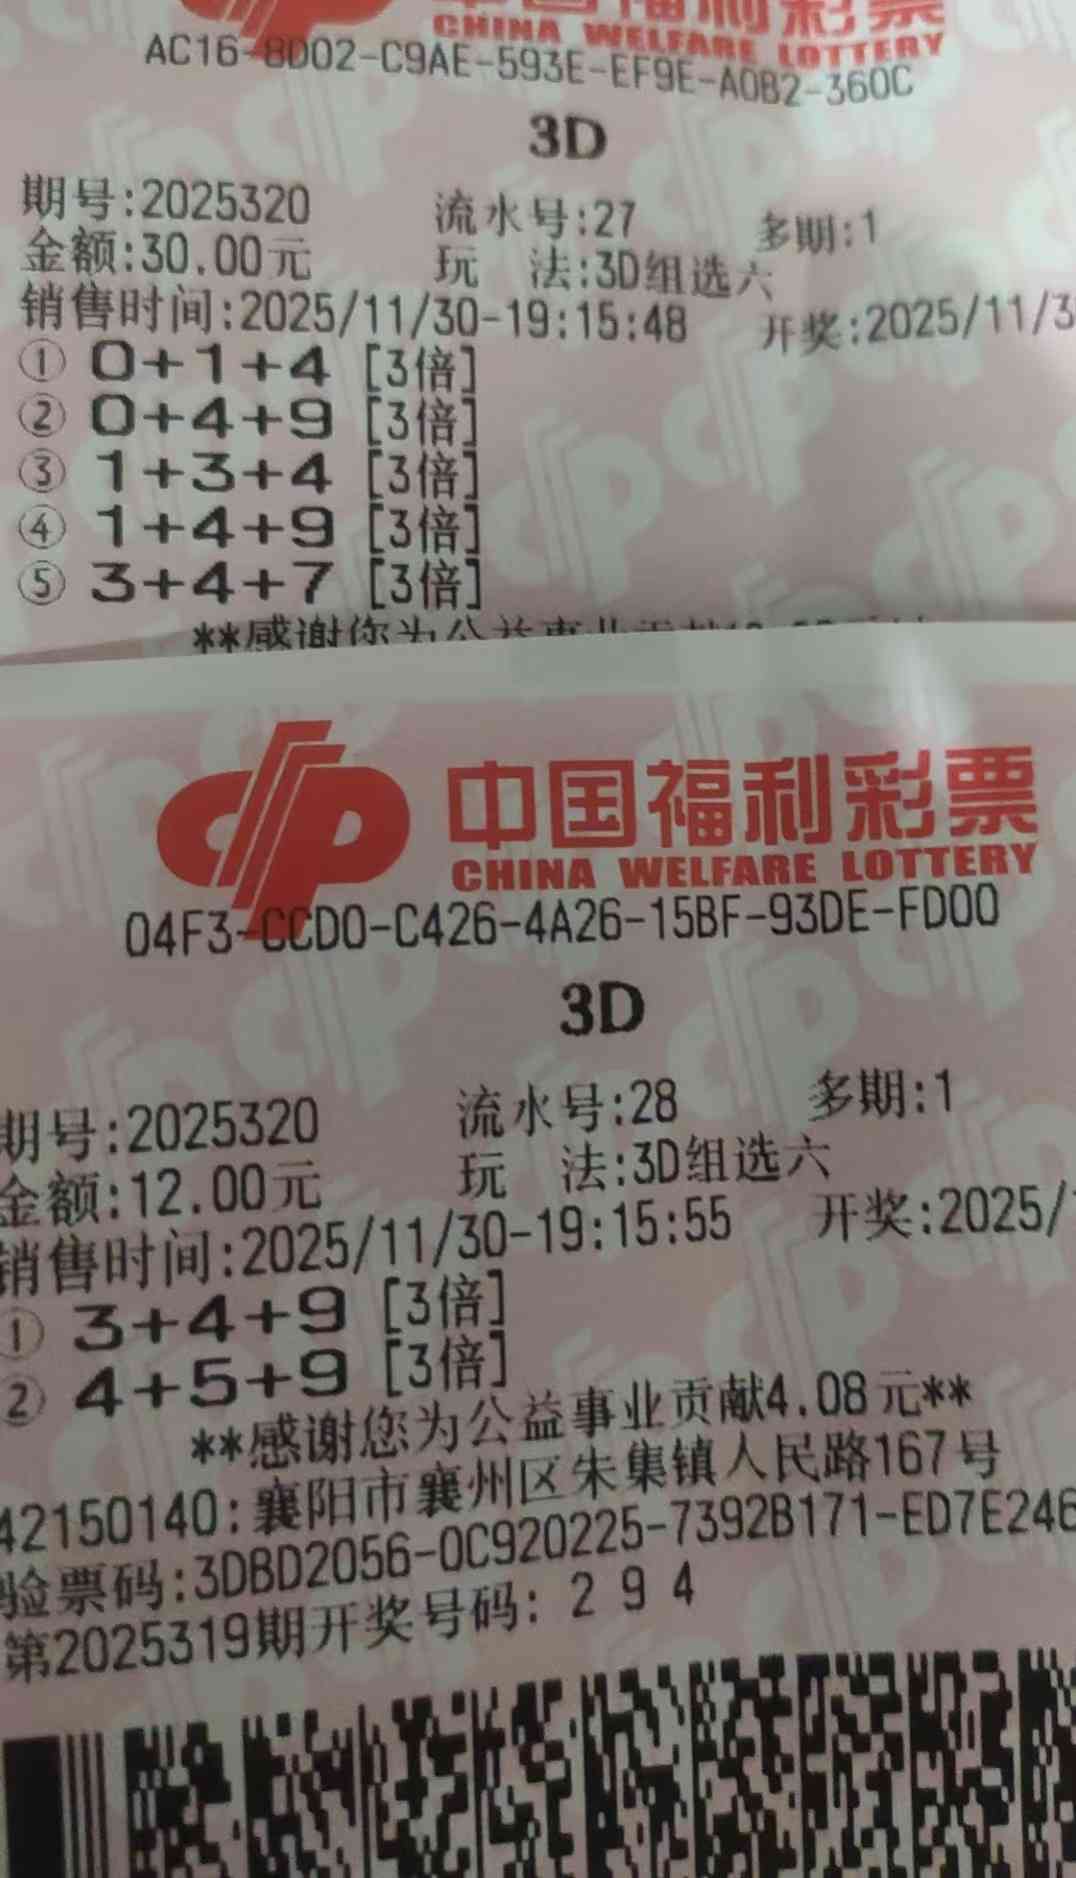 中国福利彩票
CHINA WELFARE LOTTERY
AC16-8D02-C9AE-593E-EF9E-A0B2-360C
3D
期号:2025320 流水号:27 多期:1
金额:30.00元 玩 法:3D组选六
销售时间:2025/11/30-19:15:48 开奖:2025/11/3
① 0+1+4 [3倍]
② 0+4+9 [3倍]
③ 1+3+4 [3倍]
④ 1+4+9 [3倍]
⑤ 3+4+7 [3倍]
**感谢您为公益事业贡献
中国福利彩票
CHINA WELFARE LOTTERY
04F3-CCD0-C426-4A26-15BF-93DE-FD00
3D
期号:2025320 流水号:28 多期:1
金额:12.00元 玩 法:3D组选六
销售时间:2025/11/30-19:15:55 开奖:2025/
① 3+4+9 [3倍]
② 4+5+9 [3倍]
**感谢您为公益事业贡献4.08元**
42150140:襄阳市襄州区朱集镇人民路167号
验票码:3DBD2056-0C920225-7392B171-ED7E246
第2025319期开奖号码: 2 9 4